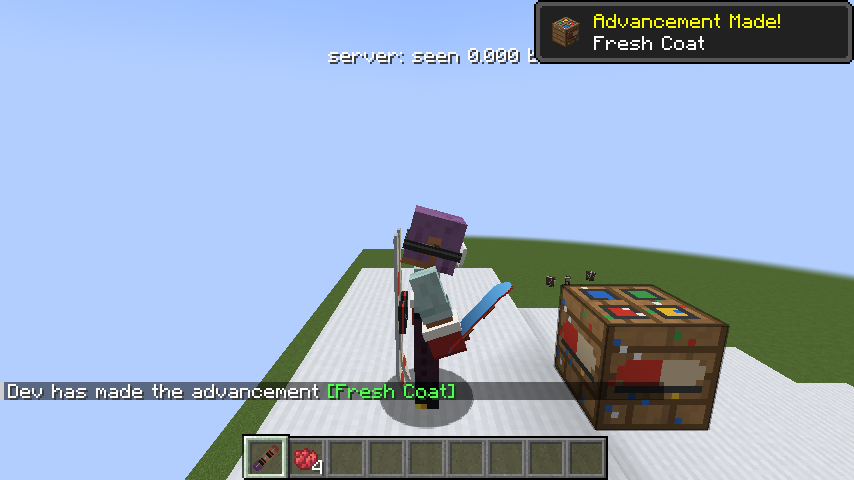 Advancement Made!
Fresh Coat
server: seen 0.000
Dev has made the advancement [Fresh Coat]
4